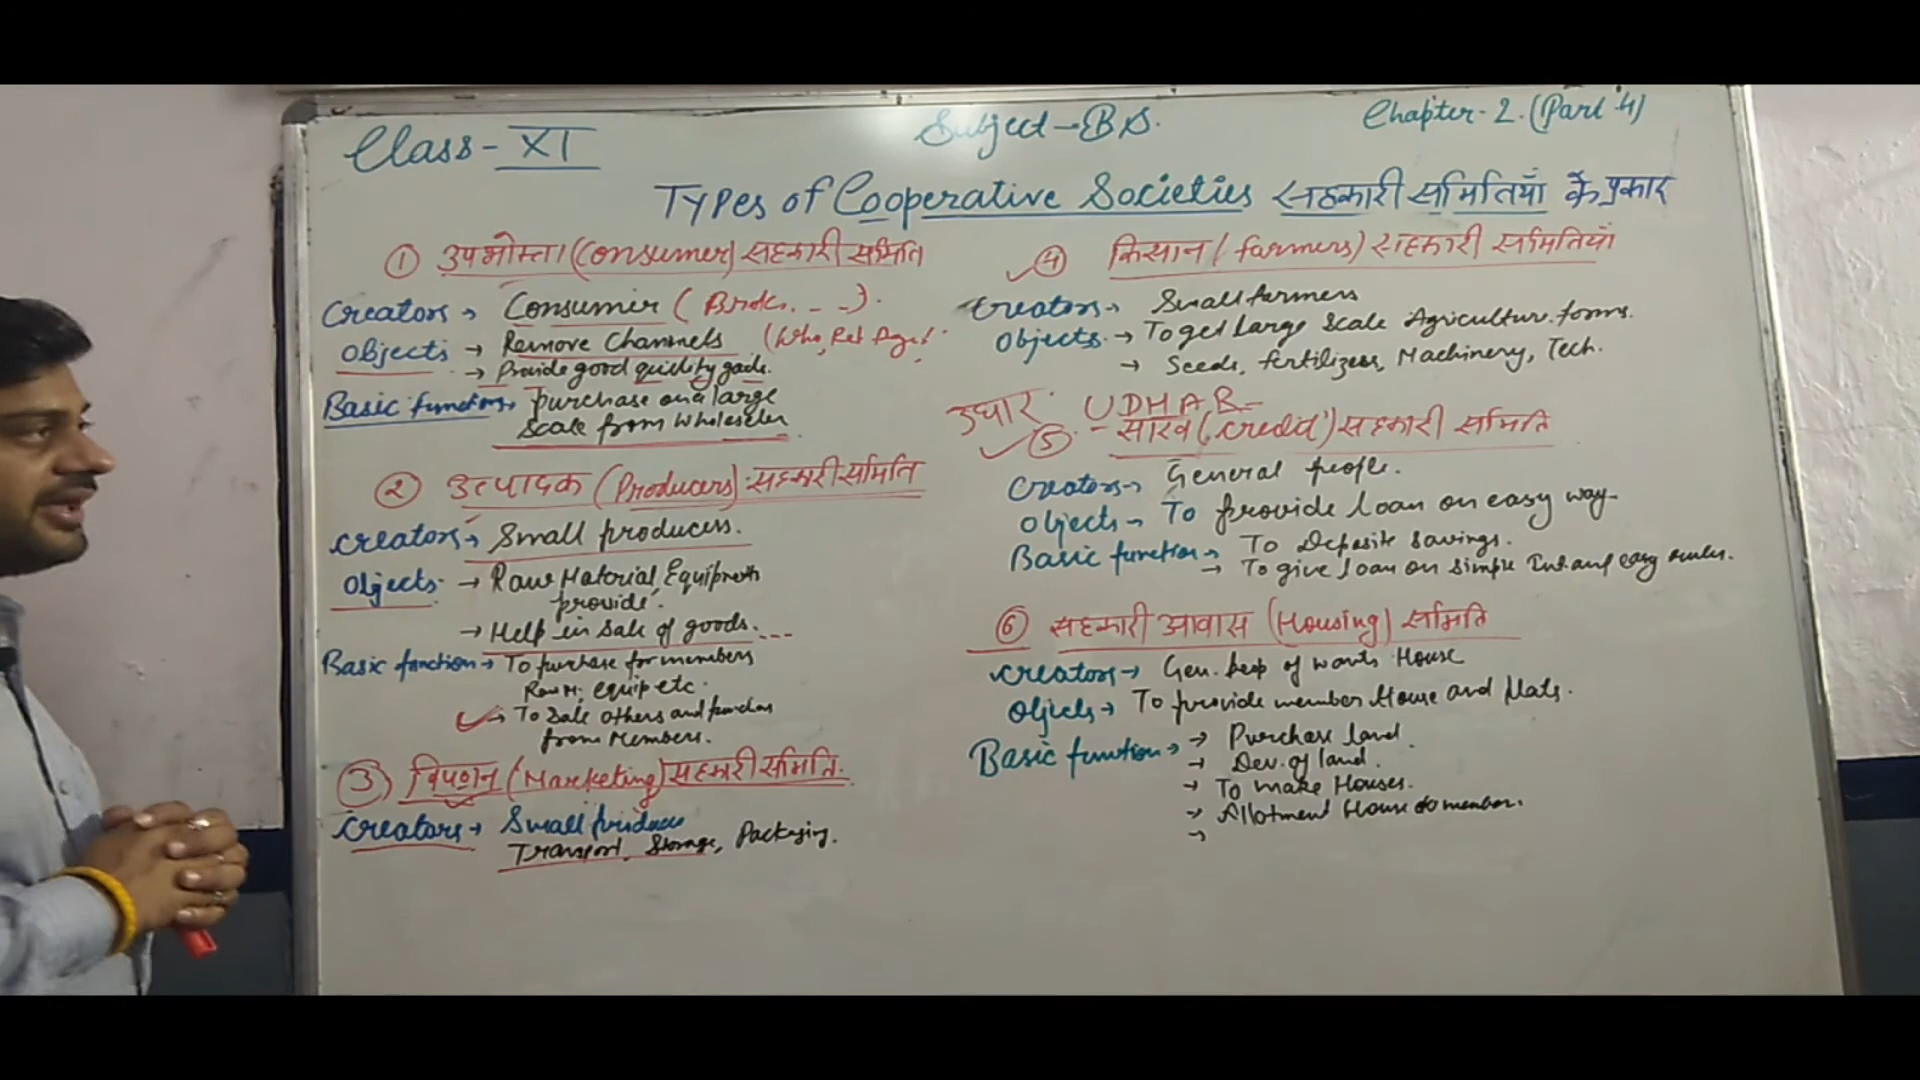 Class - XI
Subject - B.S.
Chapter - 2. (Part 4)
Types of Cooperative Societies सहकारी समितियाँ के प्रकार
① उपभोक्ता (Consumer) सहकारी समिति
Creators → Consumer (
Objects → Remove Channels
→ Provide good quality goods.
Basic function → Purchase on a large
Scale from Wholesaler
② उत्पादक (Producers) सहकारी समिति
Creators → Small producers.
Objects → Raw Material, Equipments
provide.
→ Help in Sale of goods. ---
Basic function → To purchase for members
Raw M, equip etc.
→ To Sale others and purchas
from Members.
③ विपणन (Marketing) सहकारी समिति.
Creators → Small produces
Transport, Storage, Packaging.
④ किसान (farmers) सहकारी समितियाँ
Creators → Small farmers
Objects → To get Large Scale Agricultur. forms.
→ Seeds, fertilizers, Machinery, Tech.
उधार. UDHAR
⑤ साख (credit) सहकारी समिति
Creators → General people.
Objects → To provide loan on easy way
Basic function → To Deposite savings.
→ To give loan on simple Int. and easy rules.
⑥ सहकारी आवास (Housing) समिति
Creators → Gen. peop of wants House
Objects → To provide member House and flats.
Basic function → Purchase land
→ Dev. of land.
→ To make Houses.
→ Allotment House to member.
→